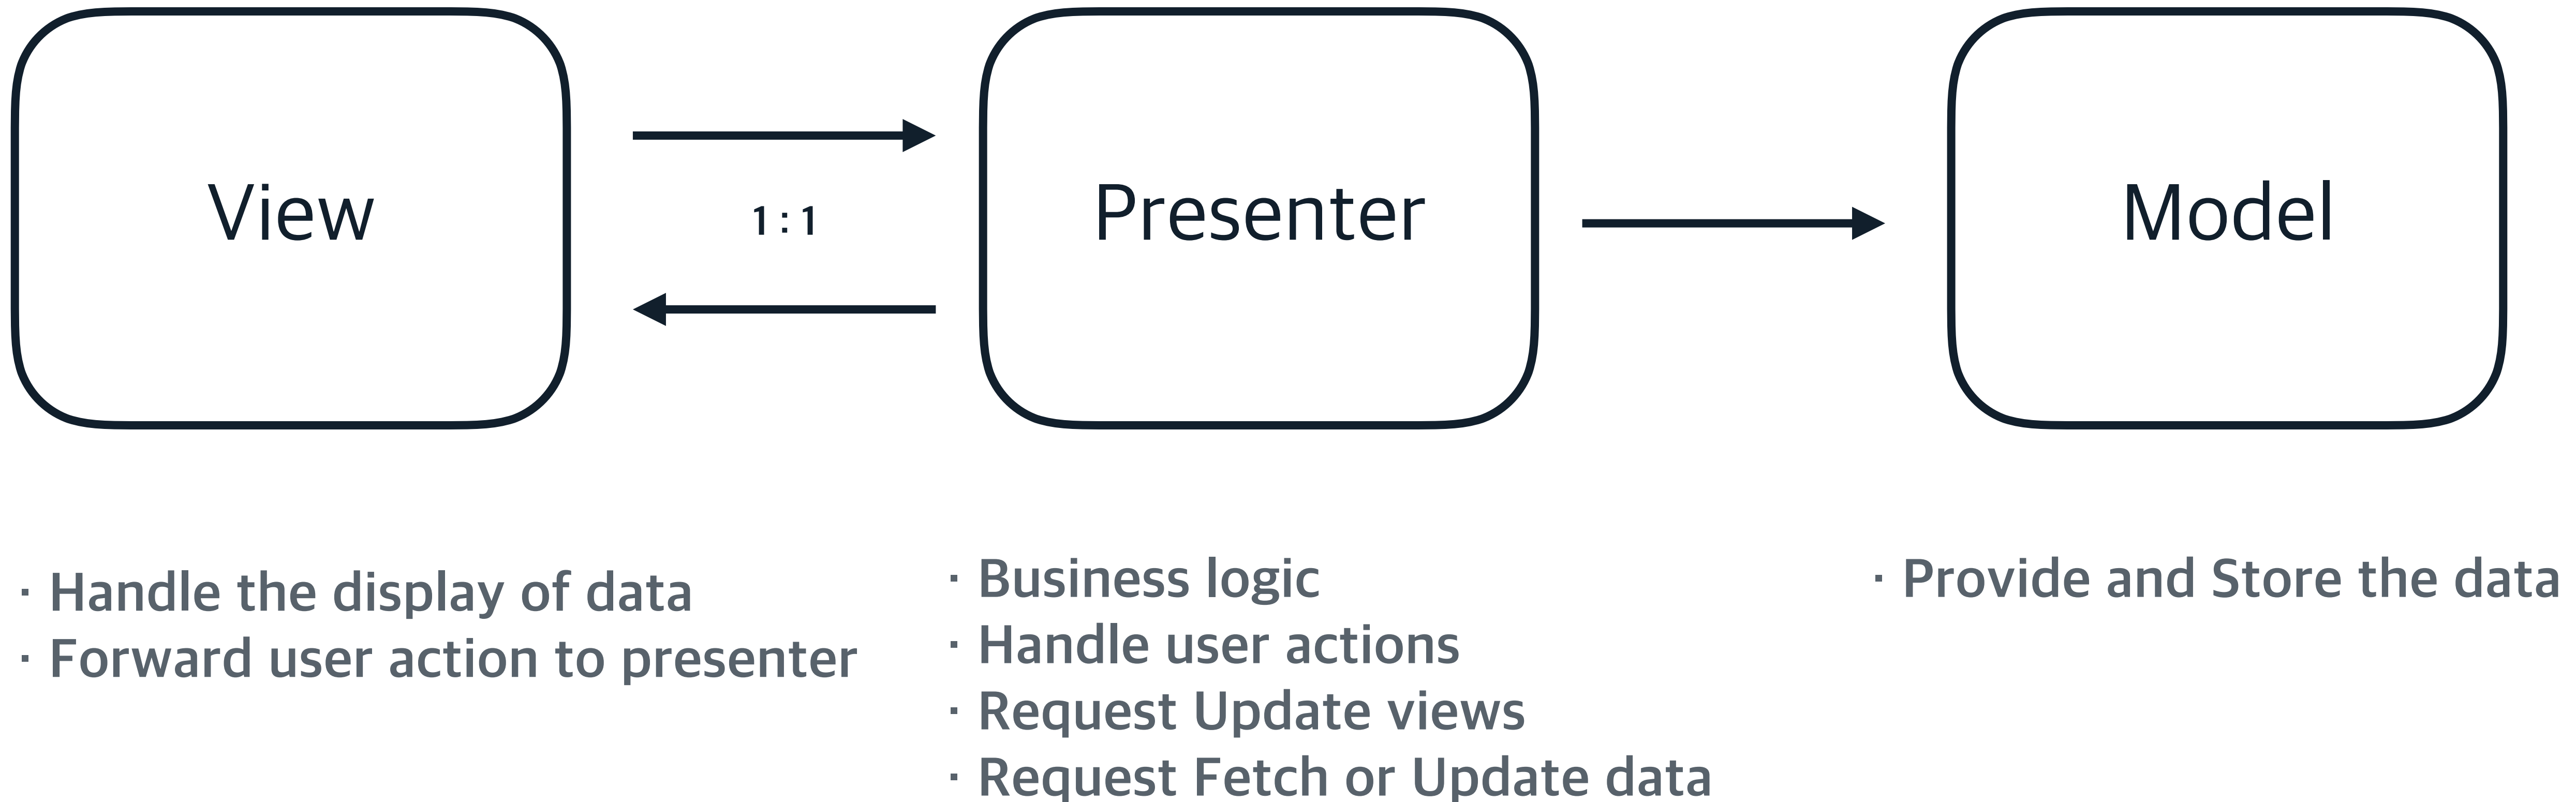 View
1 : 1
Presenter
Model
· Handle the display of data
· Forward user action to presenter
· Business logic
· Handle user actions
· Request Update views
· Request Fetch or Update data
· Provide and Store the data